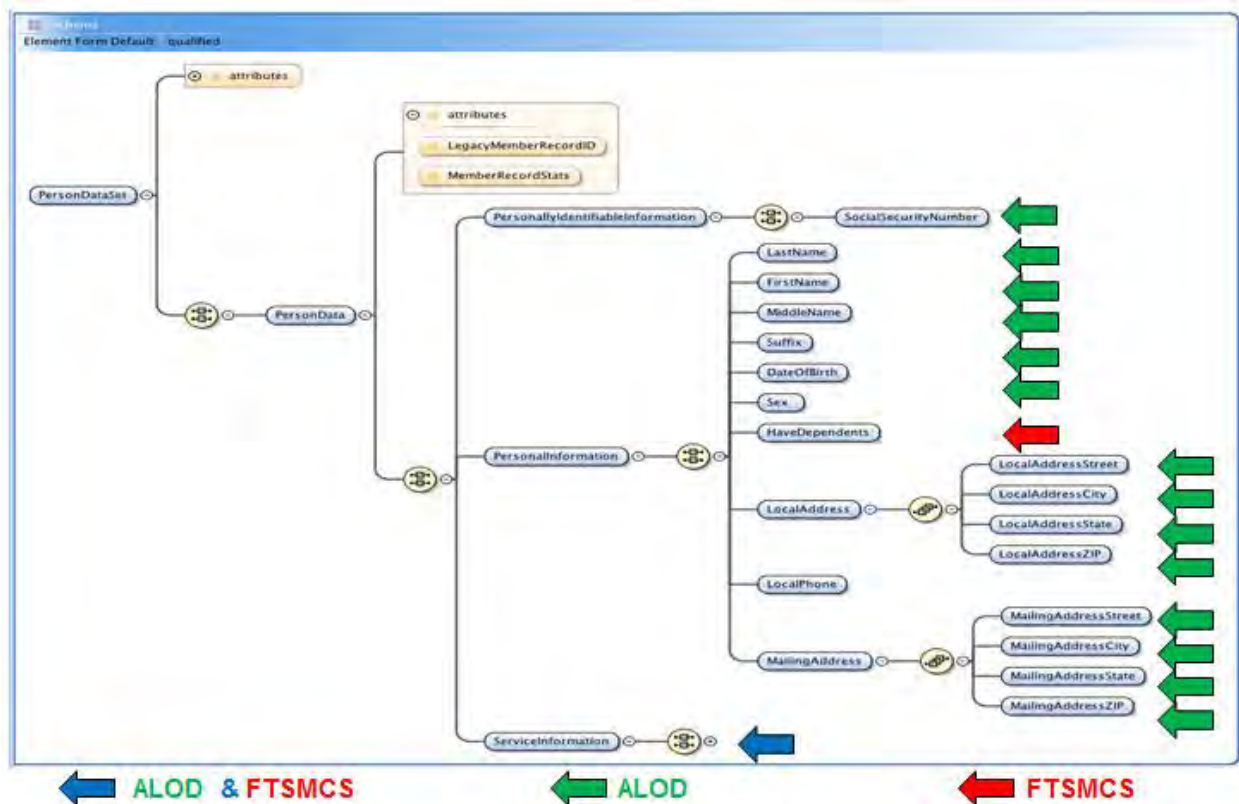 Element Form Default: qualified
attributes
attributes
LegacyMemberRecordID
MemberRecordStats
PersonDataSet
PersonallyIdentifiableInformation
SocialSecurityNumber
LastName
FirstName
MiddleName
Suffix
DateOfBirth
Sex
HaveDependents
PersonData
PersonalInformation
LocalAddressStreet
LocalAddressCity
LocalAddress
LocalAddressState
LocalAddressZIP
LocalPhone
MailingAddressStreet
MailingAddressCity
MailingAddress
MailingAddressState
MailingAddressZIP
ServiceInformation
ALOD & FTSMCS
ALOD
FTSMCS